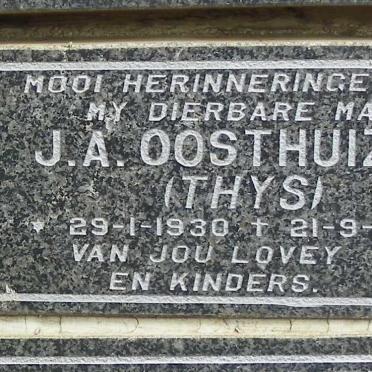 MOOI HERINNERINGE
MY DIERBARE MA
J.A. OOSTHUIZ
(THYS)
* 29-1-1930 † 21-9-
VAN JOU LOVEY
EN KINDERS.